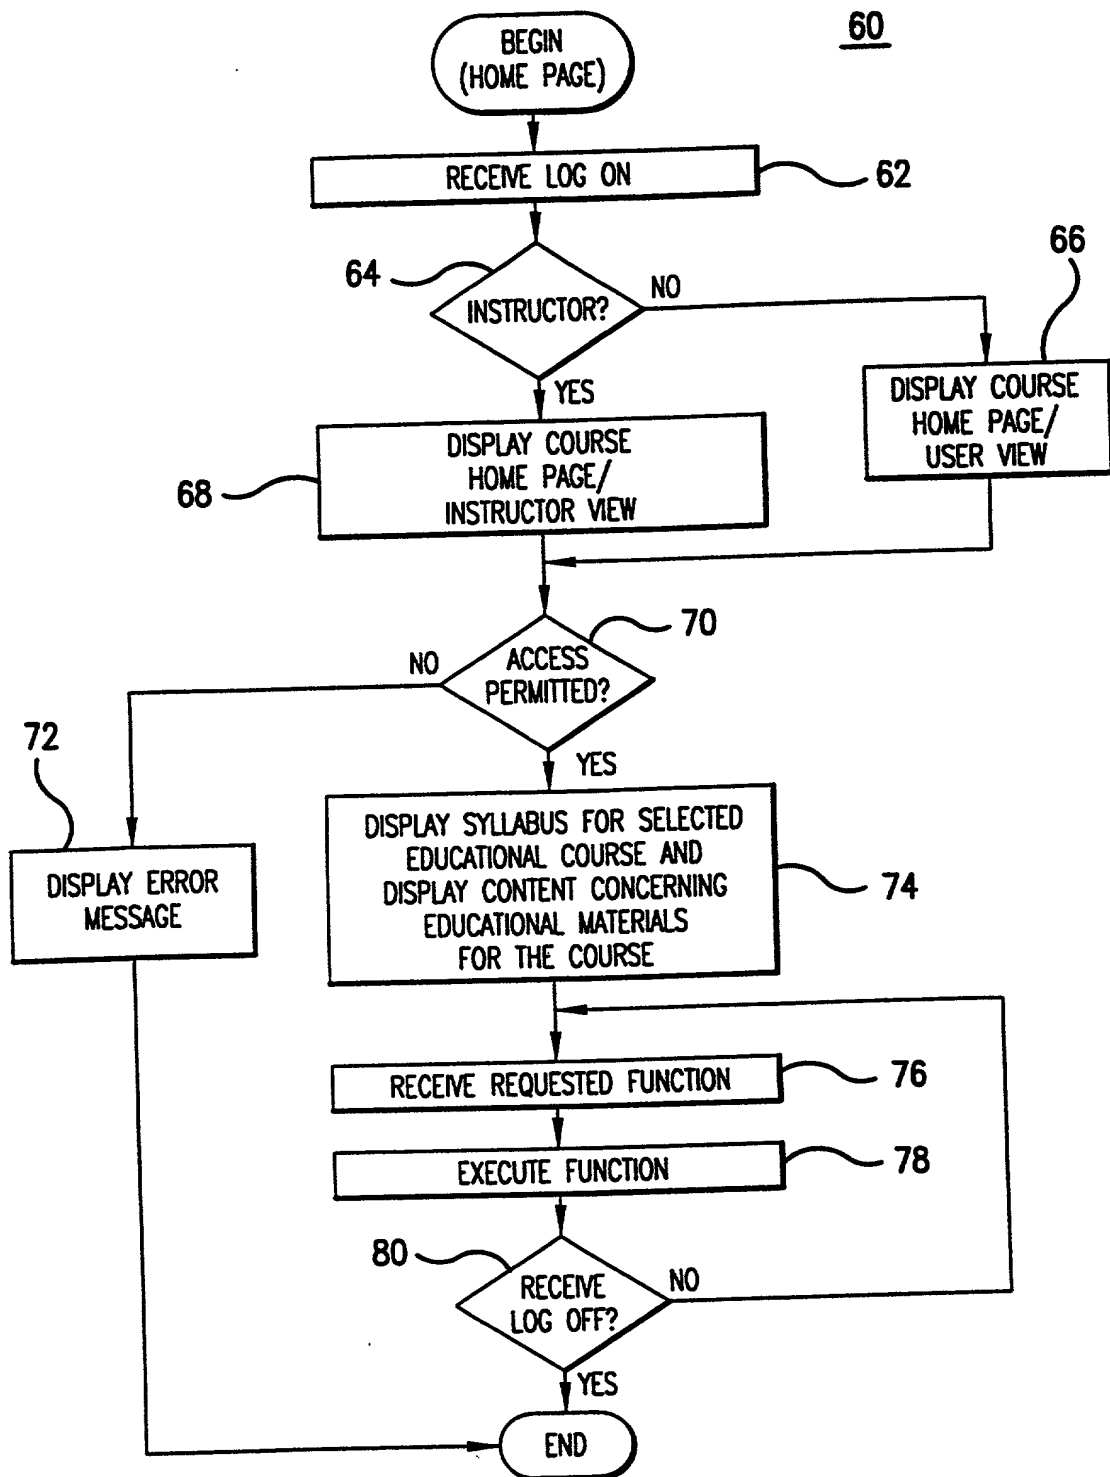 60
BEGIN
(HOME PAGE)
RECEIVE LOG ON
62
64
INSTRUCTOR?
NO
66
YES
DISPLAY COURSE
HOME PAGE/
USER VIEW
DISPLAY COURSE
HOME PAGE/
INSTRUCTOR VIEW
68
70
NO
ACCESS
PERMITTED?
72
YES
DISPLAY ERROR
MESSAGE
DISPLAY SYLLABUS FOR SELECTED
EDUCATIONAL COURSE AND
DISPLAY CONTENT CONCERNING
EDUCATIONAL MATERIALS
FOR THE COURSE
74
RECEIVE REQUESTED FUNCTION
76
EXECUTE FUNCTION
78
80
RECEIVE
LOG OFF?
NO
YES
END